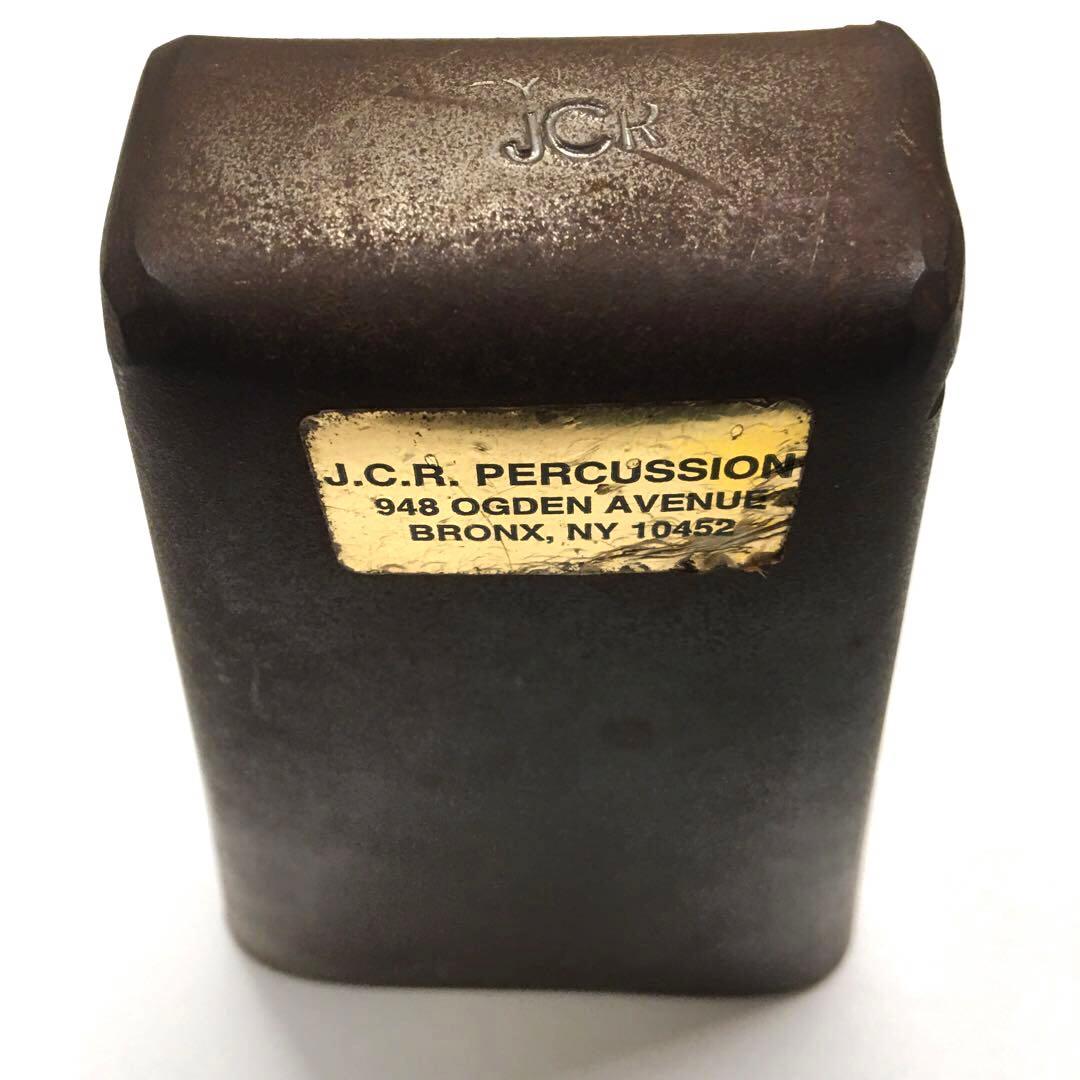 JCR
J.C.R. PERCUSSION
948 OGDEN AVENUE
BRONX, NY 10452